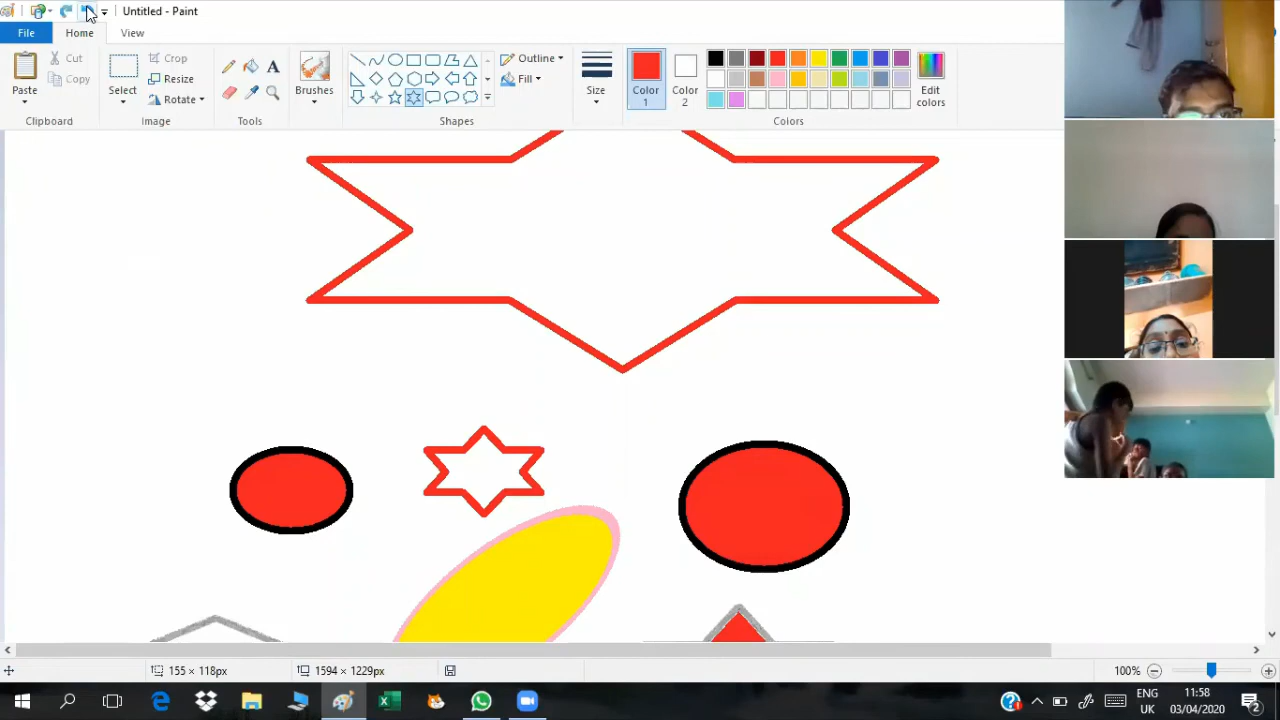 Untitled - Paint
File Home View
Paste
Cut
Copy
Clipboard
Select
Crop
Resize
Rotate
Image
A
Tools
Brushes
Outline
Fill
Shapes
Size
Color 1
Color 2
Edit colors
Colors
155 × 118px
1594 × 1229px
100%
ENG
UK
11:58
03/04/2020
2